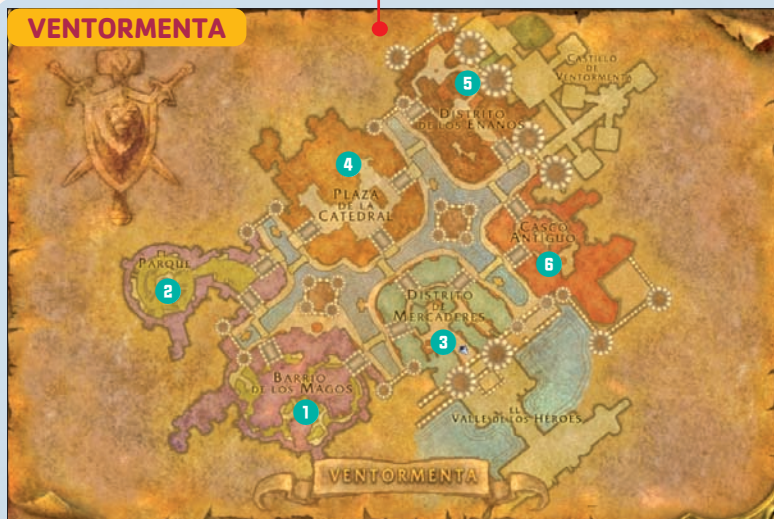 VENTORMENTA
CASTILLO
DE
VENTORMENTA
5
DISTRITO
DE LOS ENANOS
4
PLAZA
DE LA
CATEDRAL
CASCO
ANTIGUO
6
EL
PARQUE
2
DISTRITO
DE
MERCADERES
3
BARRIO
DE LOS MAGOS
1
EL
VALLE DE LOS HÉROES
VENTORMENTA